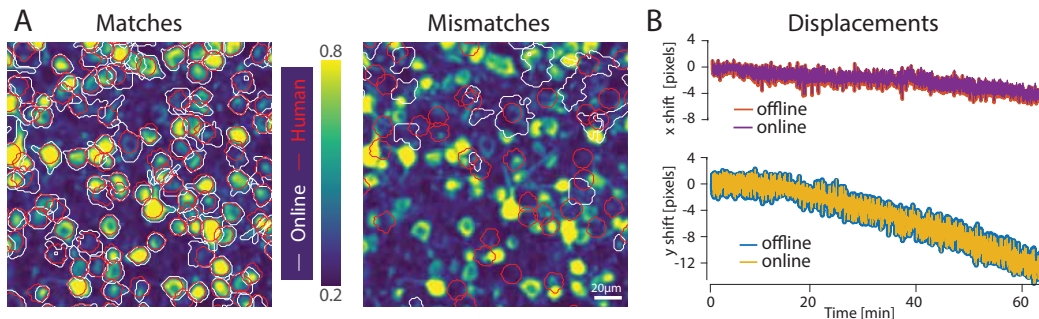 A
Matches
Mismatches
B
Displacements
0.8
0.2
— Online — Human
20μm
x shift [pixels]
4
0
-4
-8
offline
online
y shift [pixels]
4
0
-4
-8
-12
offline
online
0
20
40
60
Time [min]